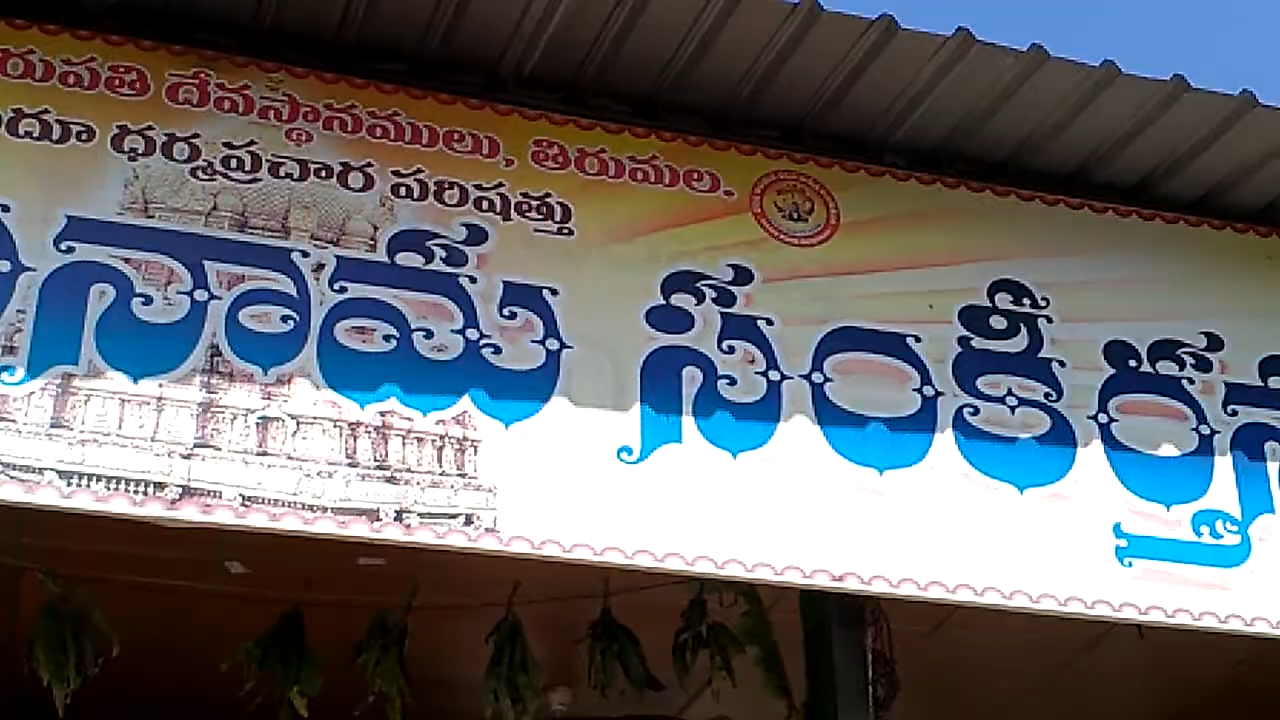 రుపతి దేవస్థానములు, తిరుమల.
దూ ధర్మప్రచార పరిషత్తు
నామ సంకీర్త